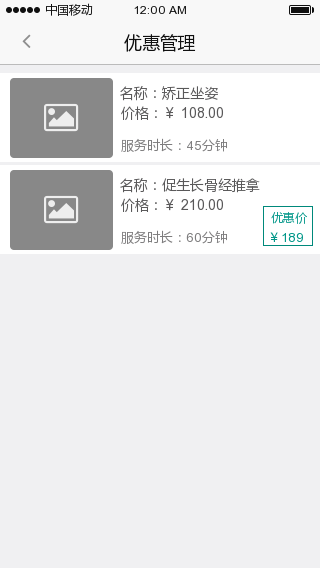 中国移动 12:00 AM
优惠管理
名称：矫正坐姿
价格：¥ 108.00
服务时长：45分钟
名称：促生长骨经推拿
价格：¥ 210.00
服务时长：60分钟
优惠价
¥ 189